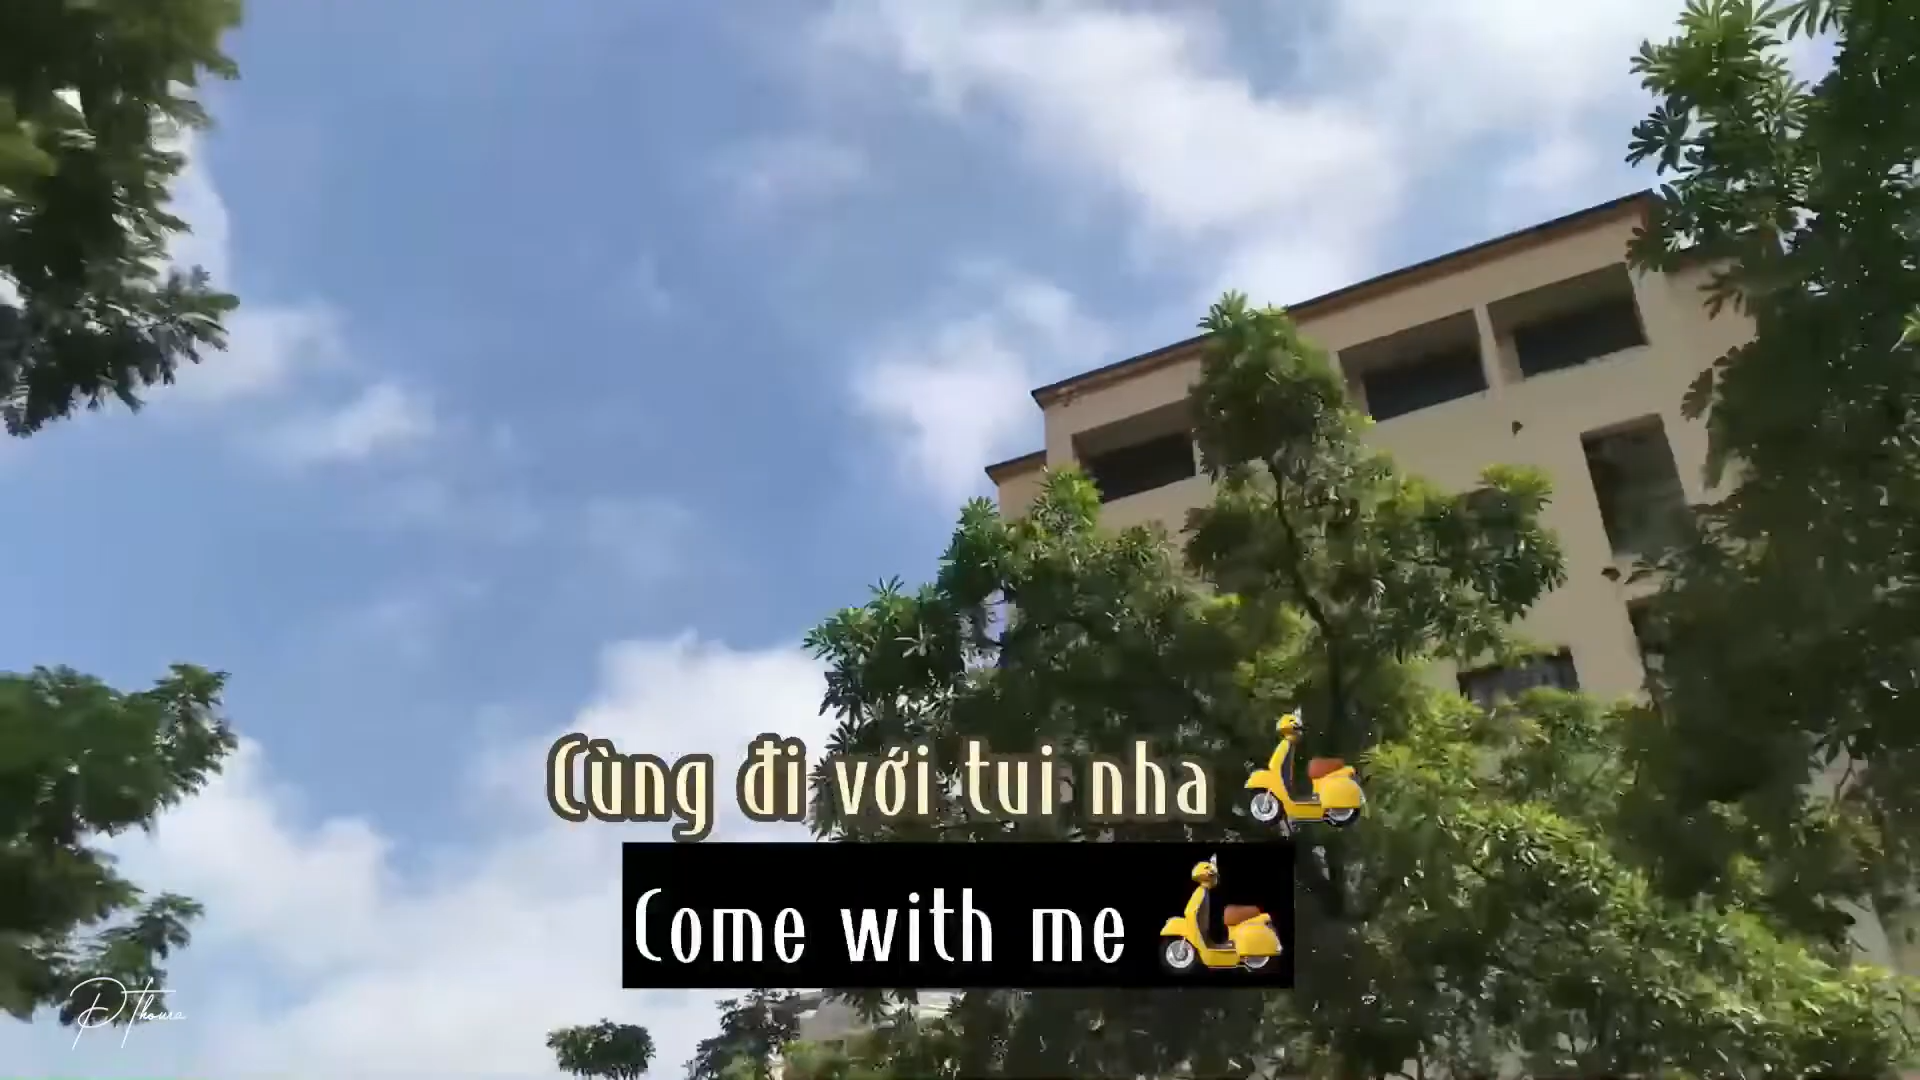 Cùng đi với tui nha 🛵
Come with me 🛵